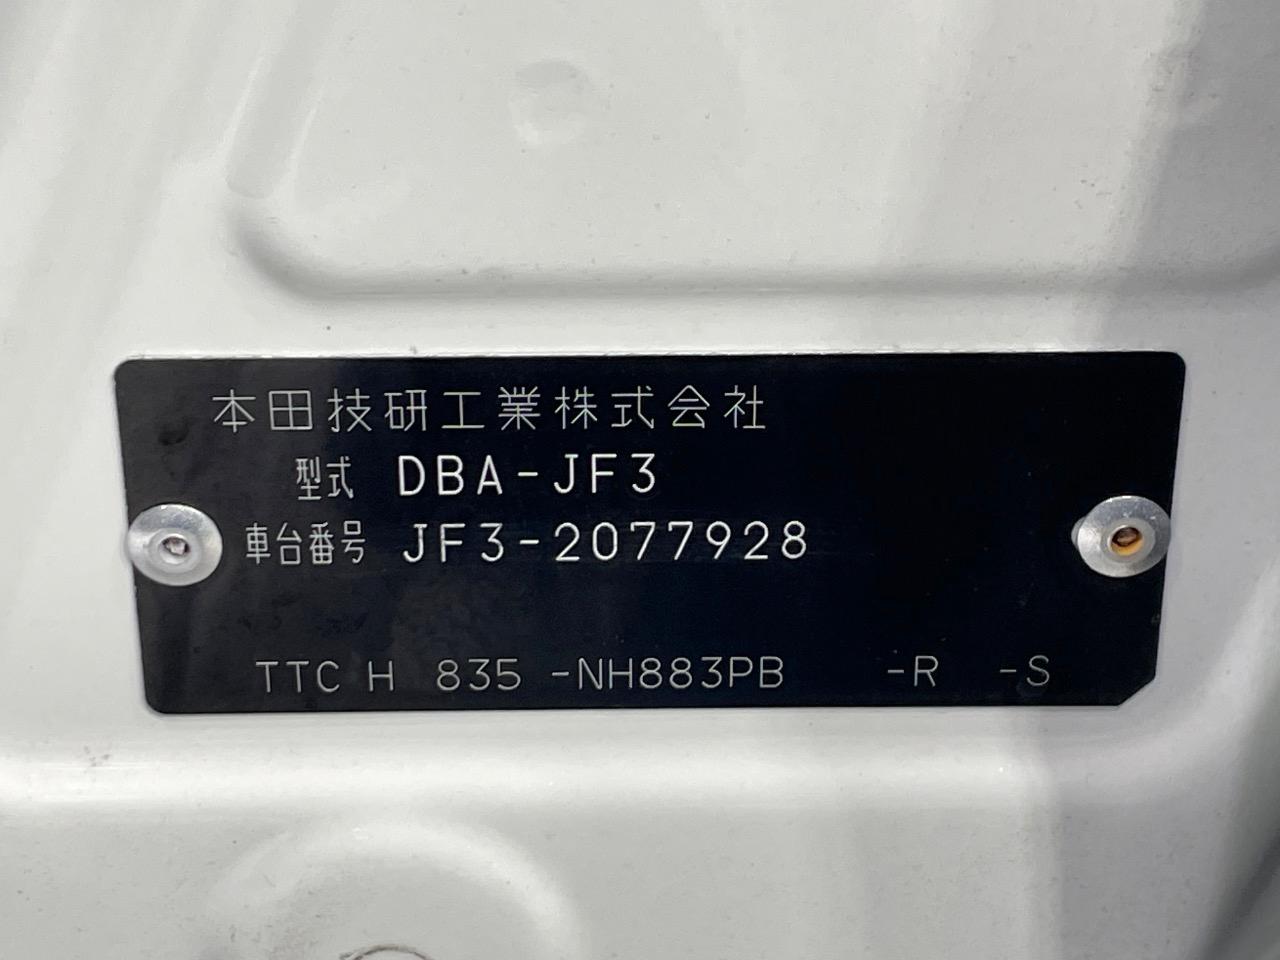 本田技研工業株式会社
型式 DBA-JF3
車台番号 JF3-2077928
TTC H 835 -NH883PB -R -S